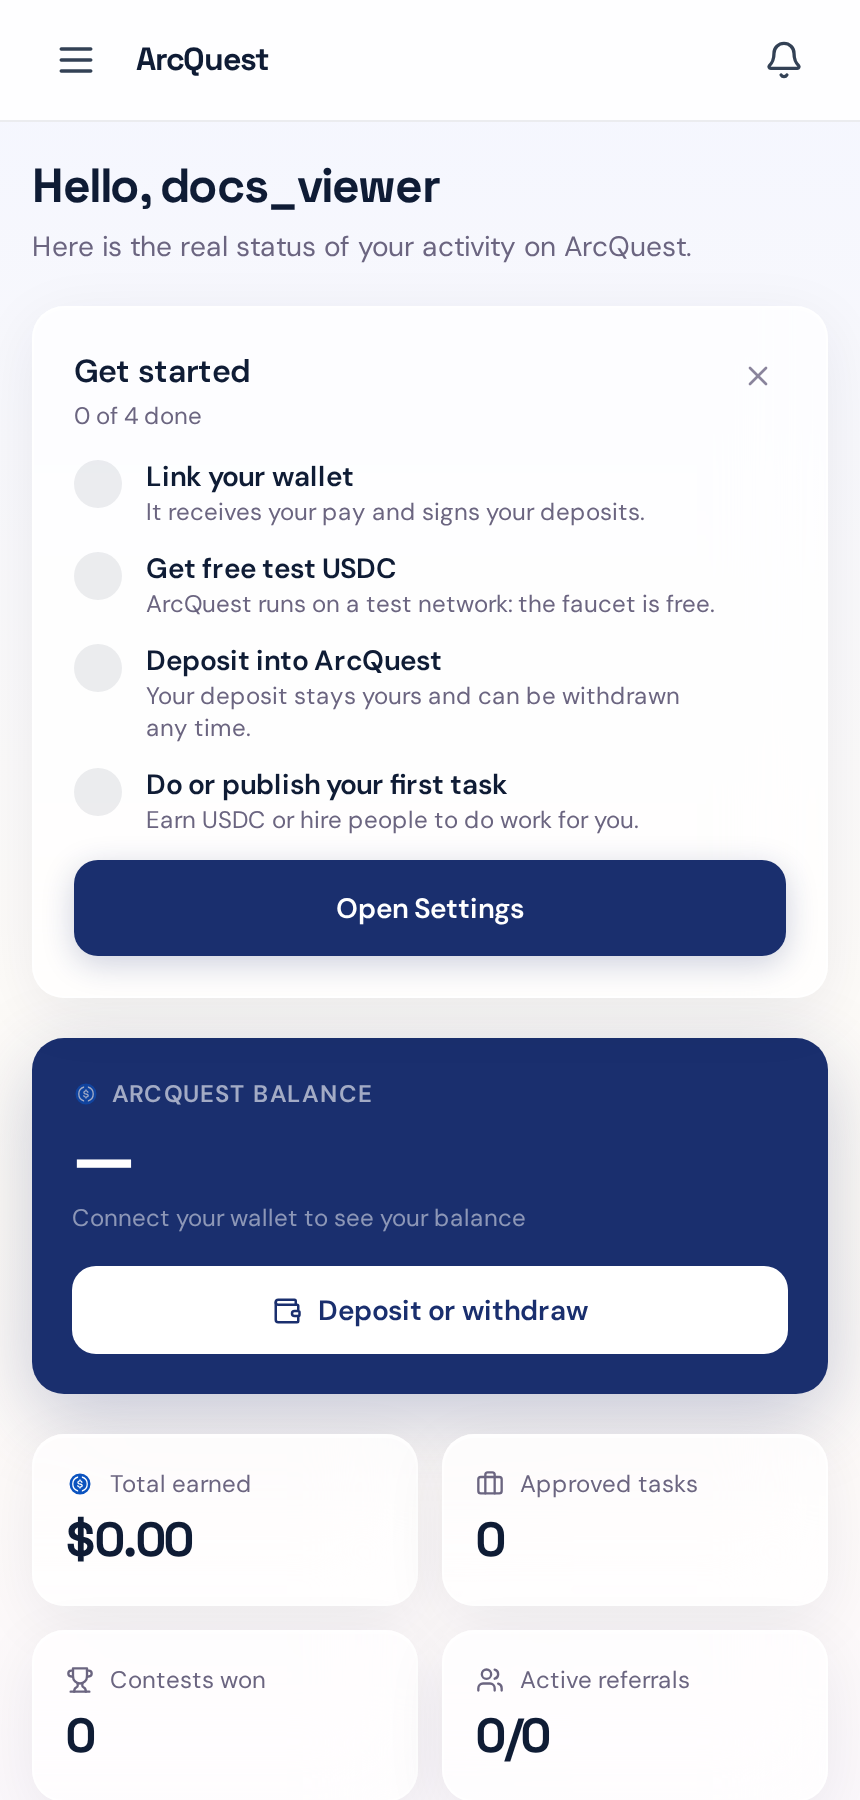 ArcQuest
Hello, docs_viewer
Here is the real status of your activity on ArcQuest.
Get started
0 of 4 done
Link your wallet
It receives your pay and signs your deposits.
Get free test USDC
ArcQuest runs on a test network: the faucet is free.
Deposit into ArcQuest
Your deposit stays yours and can be withdrawn
any time.
Do or publish your first task
Earn USDC or hire people to do work for you.
Open Settings
ARCQUEST BALANCE
—
Connect your wallet to see your balance
Deposit or withdraw
Total earned
$0.00
Approved tasks
0
Contests won
0
Active referrals
0/0